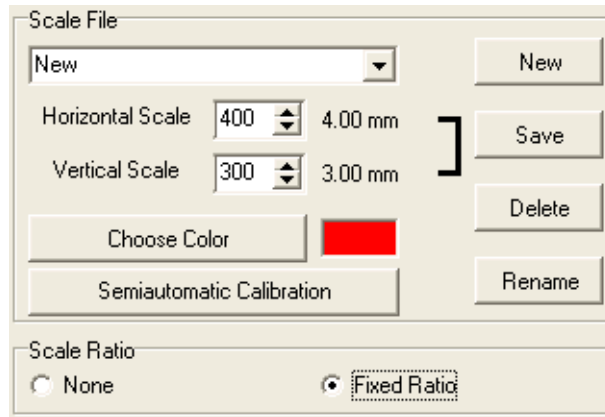 Scale File
New
New
Horizontal Scale 400 4.00 mm
Save
Vertical Scale 300 3.00 mm
Delete
Choose Color
Semiautomatic Calibration
Rename
Scale Ratio
None Fixed Ratio